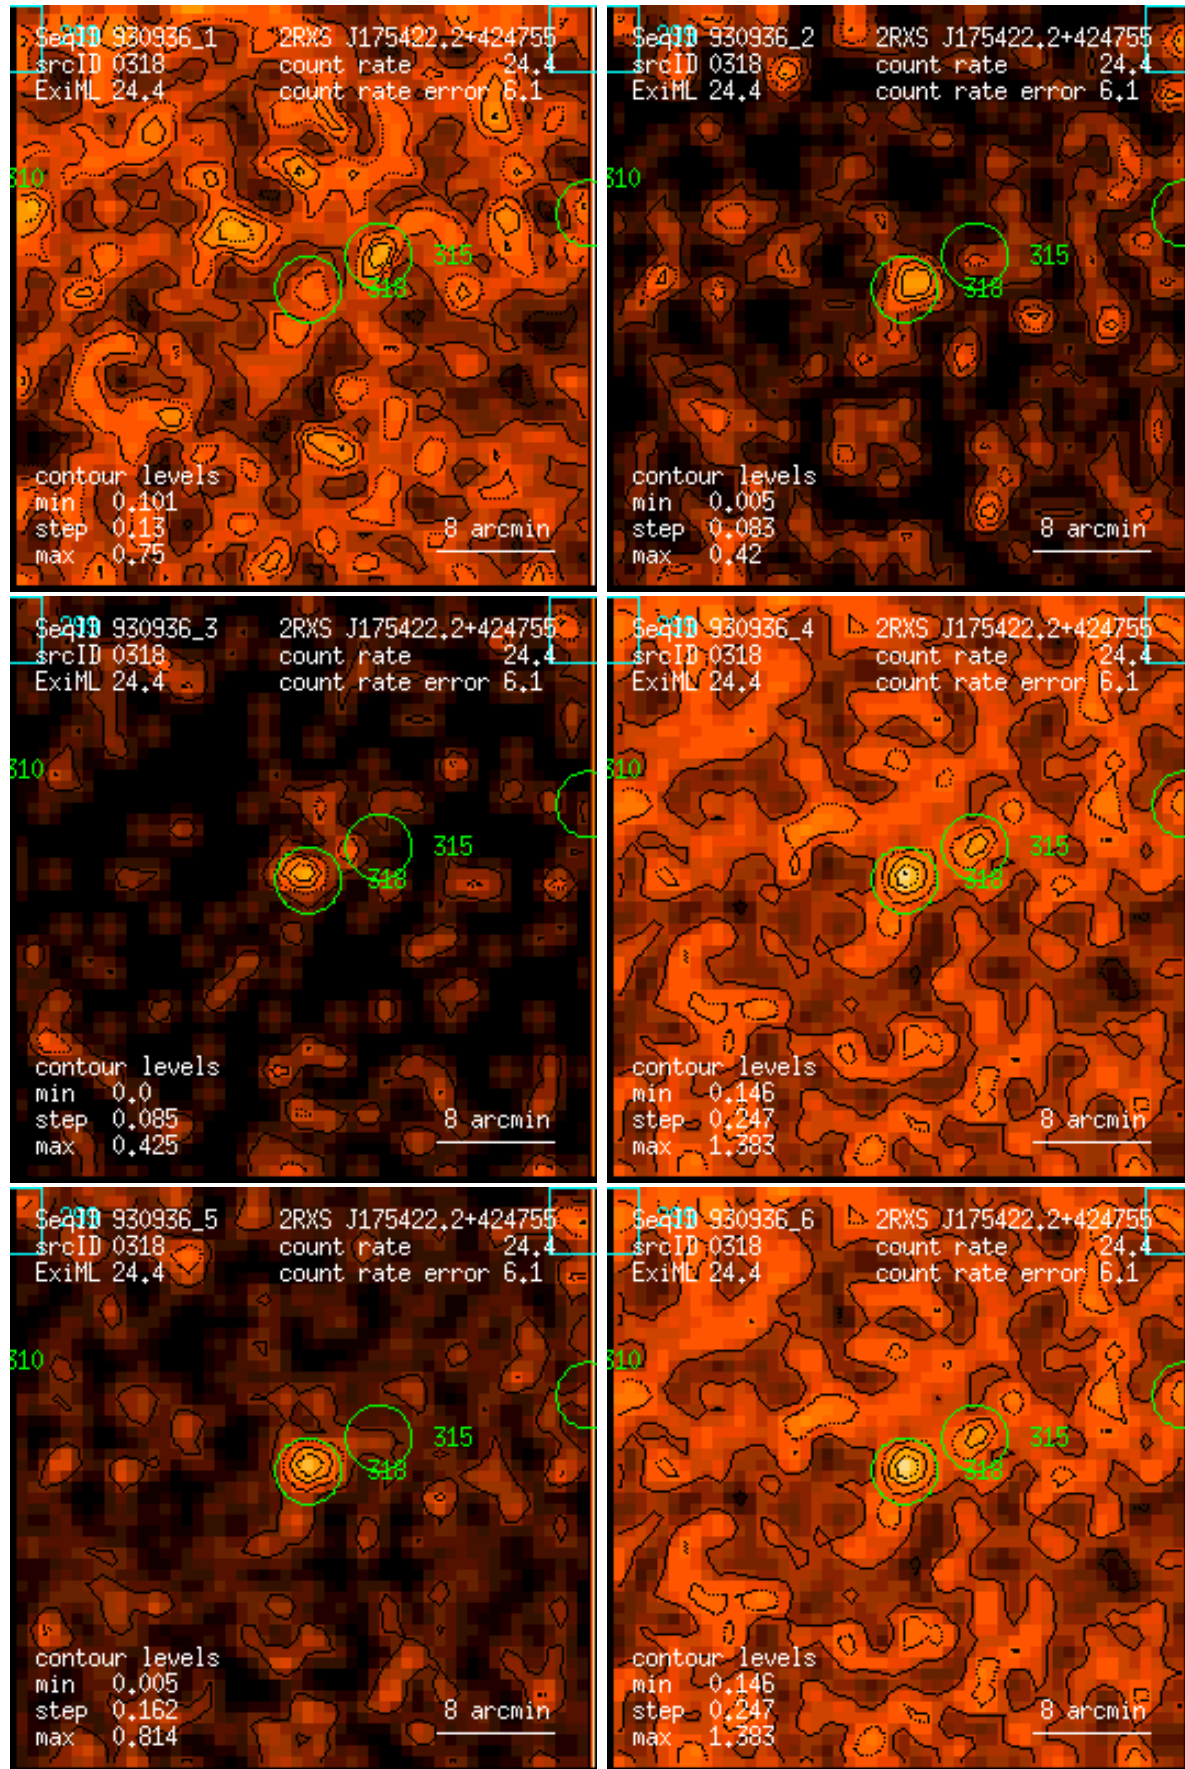 SeqID 930936_1 2RXS J175422.2+424755
srcID 0318 count rate 24.4
ExiML 24.4 count rate error 6.1
310
315
318
contour levels
min 0.101
step 0.13
max 0.75
8 arcmin
SeqID 930936_2 2RXS J175422.2+424755
srcID 0318 count rate 24.4
ExiML 24.4 count rate error 6.1
310
315
318
contour levels
min 0.005
step 0.083
max 0.42
8 arcmin
SeqID 930936_3 2RXS J175422.2+424755
srcID 0318 count rate 24.4
ExiML 24.4 count rate error 6.1
310
315
318
contour levels
min 0.0
step 0.085
max 0.425
8 arcmin
SeqID 930936_4 2RXS J175422.2+424755
srcID 0318 count rate 24.4
ExiML 24.4 count rate error 6.1
310
315
318
contour levels
min 0.146
step 0.247
max 1.383
8 arcmin
SeqID 930936_5 2RXS J175422.2+424755
srcID 0318 count rate 24.4
ExiML 24.4 count rate error 6.1
310
315
318
contour levels
min 0.005
step 0.162
max 0.814
8 arcmin
SeqID 930936_6 2RXS J175422.2+424755
srcID 0318 count rate 24.4
ExiML 24.4 count rate error 6.1
310
315
318
contour levels
min 0.146
step 0.247
max 1.383
8 arcmin